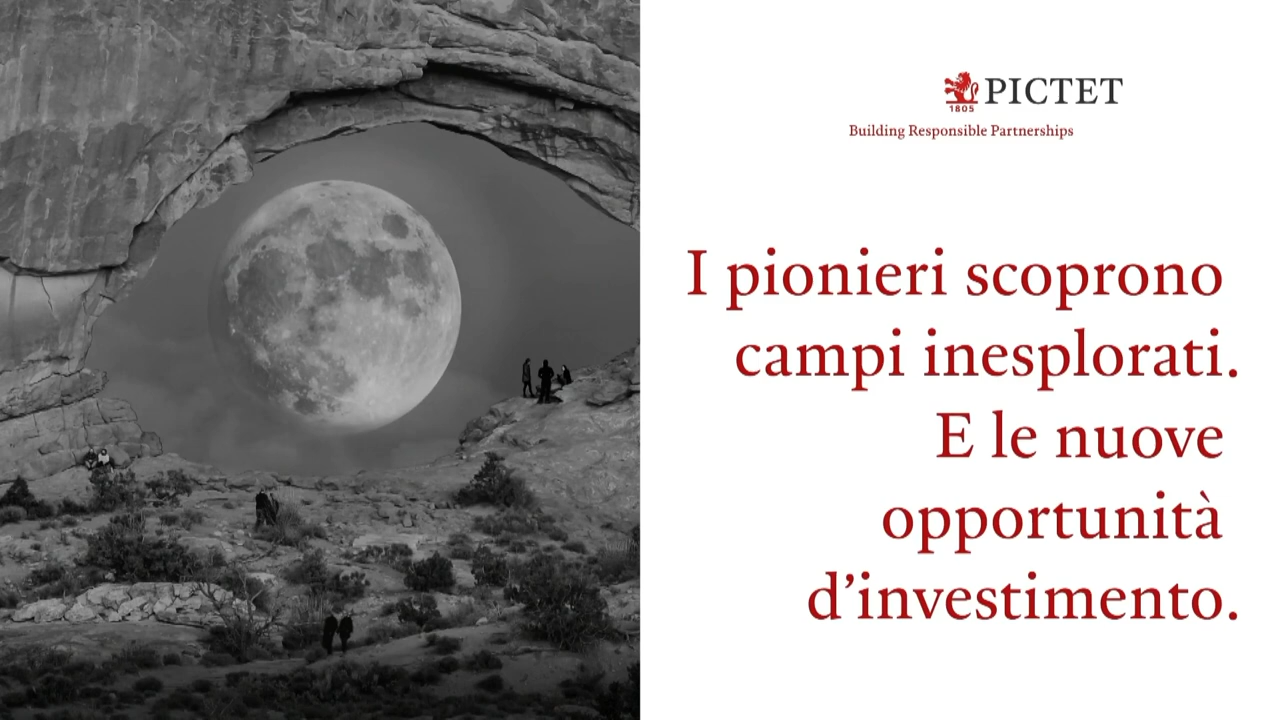 1805
PICTET
Building Responsible Partnerships
I pionieri scoprono
campi inesplorati.
E le nuove
opportunità
d’investimento.